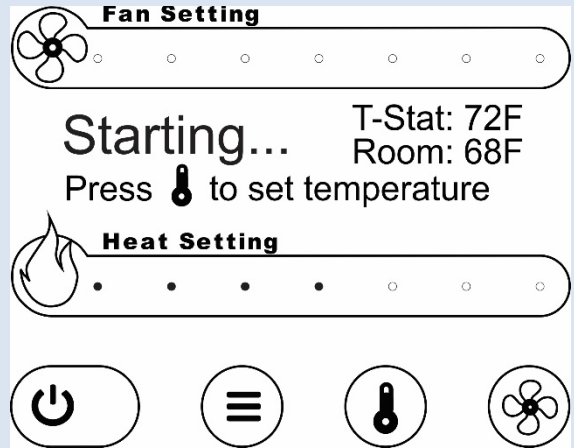 Fan Setting
Starting...
T-Stat: 72F
Room: 68F
Press to set temperature
Heat Setting